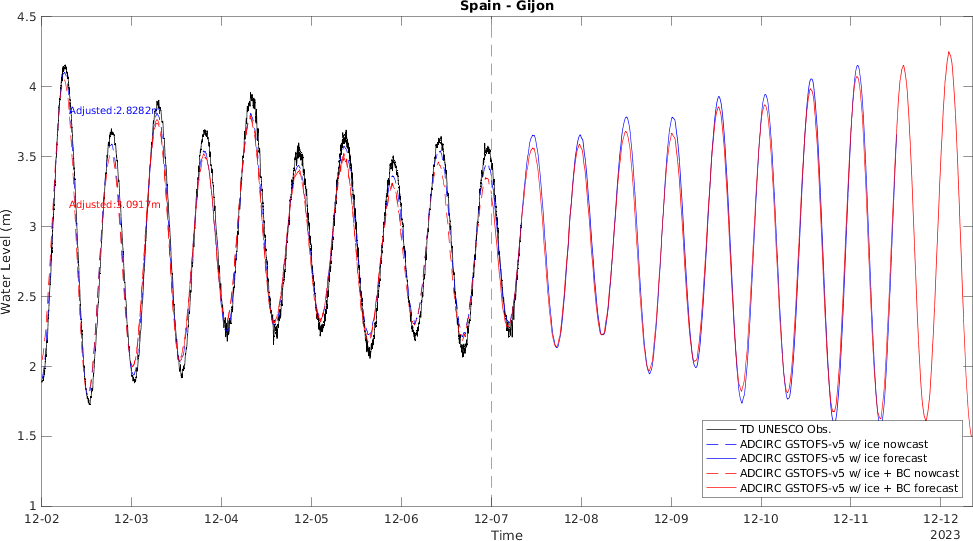 Spain - Gijon
4.5
4
3.5
3
2.5
2
1.5
1
Water Level (m)
Adjusted:2.8282m
Adjusted:3.0917m
TD UNESCO Obs.
ADCIRC GSTOFS-v5 w/ ice nowcast
ADCIRC GSTOFS-v5 w/ ice forecast
ADCIRC GSTOFS-v5 w/ ice + BC nowcast
ADCIRC GSTOFS-v5 w/ ice + BC forecast
12-02 12-03 12-04 12-05 12-06 12-07 12-08 12-09 12-10 12-11 12-12
Time
2023